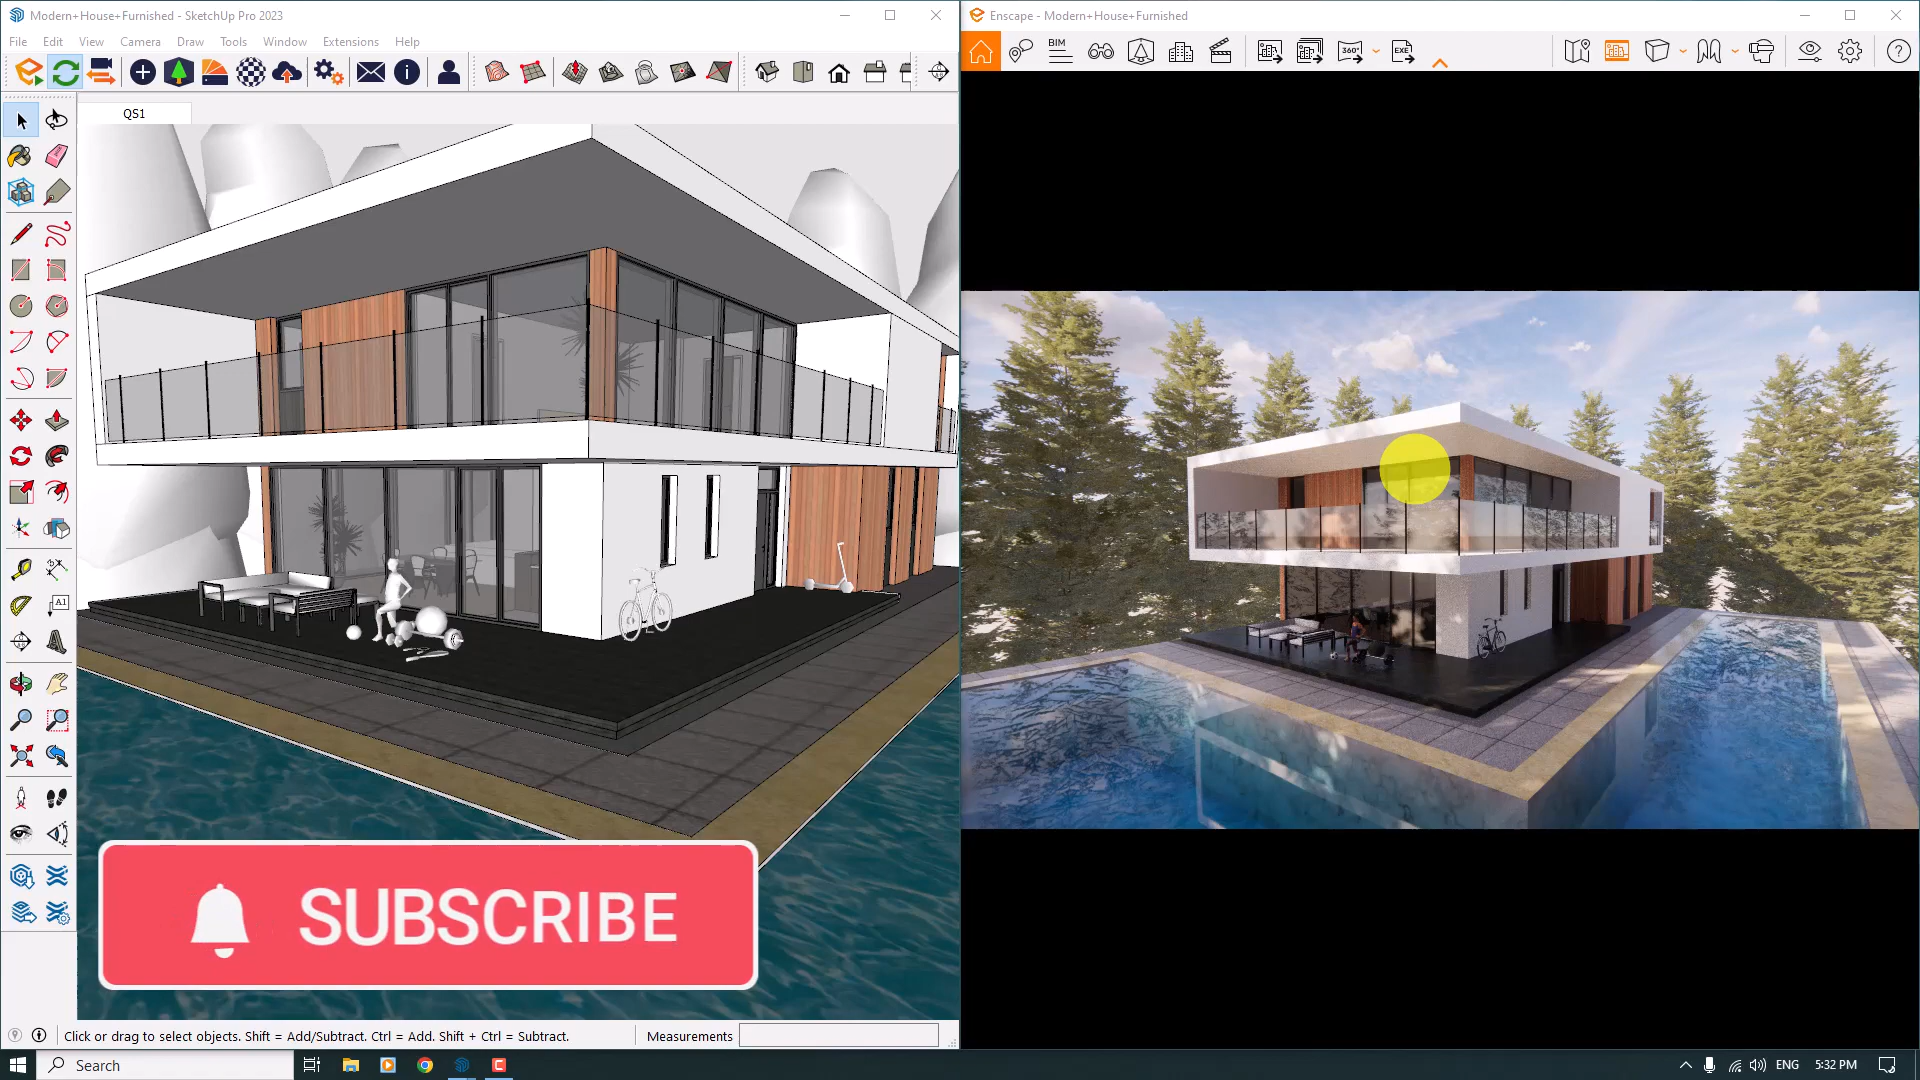 Modern+House+Furnished - SketchUp Pro 2023
Enscape - Modern+House+Furnished
File Edit View Camera Draw Tools Window Extensions Help
BIM
360°
EXE
QS1
A1
SUBSCRIBE
Click or drag to select objects. Shift = Add/Subtract. Ctrl = Add. Shift + Ctrl = Subtract.
Measurements
Search
ENG
5:32 PM